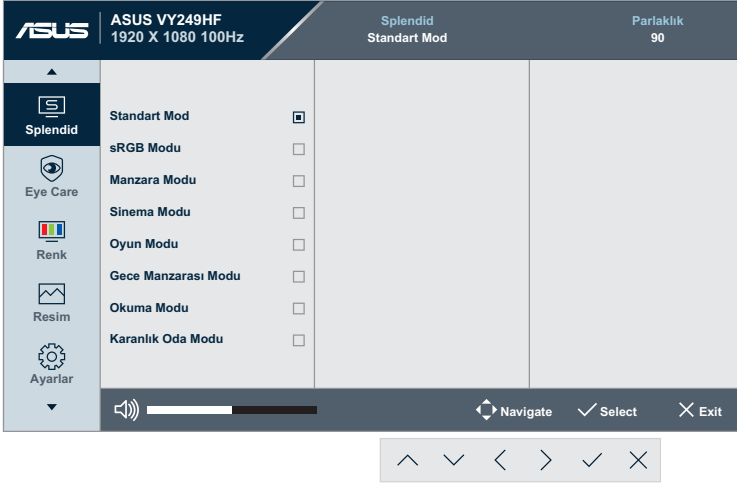 ASUS
ASUS VY249HF
1920 X 1080 100Hz
Splendid
Standart Mod
Parlaklık
90
Splendid
Eye Care
Renk
Resim
Ayarlar
Standart Mod
sRGB Modu
Manzara Modu
Sinema Modu
Oyun Modu
Gece Manzarası Modu
Okuma Modu
Karanlık Oda Modu
Navigate
Select
Exit